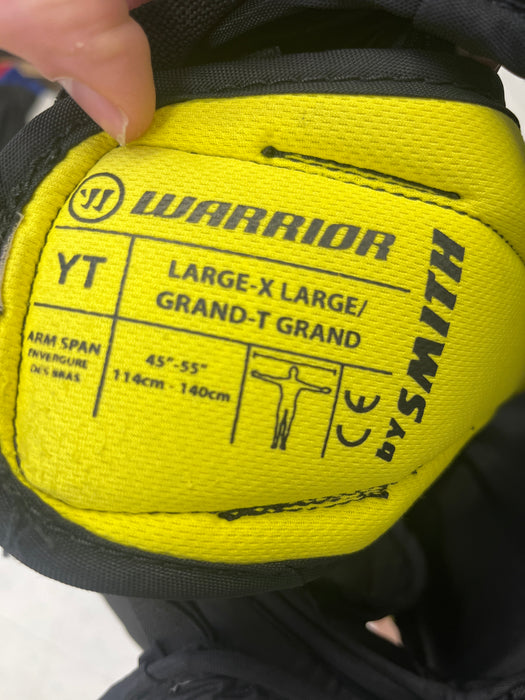 WARRIOR
YT
LARGE-X LARGE/
GRAND-T GRAND
ARM SPAN
ENVERGURE
DES BRAS
45"-55"
114cm - 140cm
CE
by SMITH